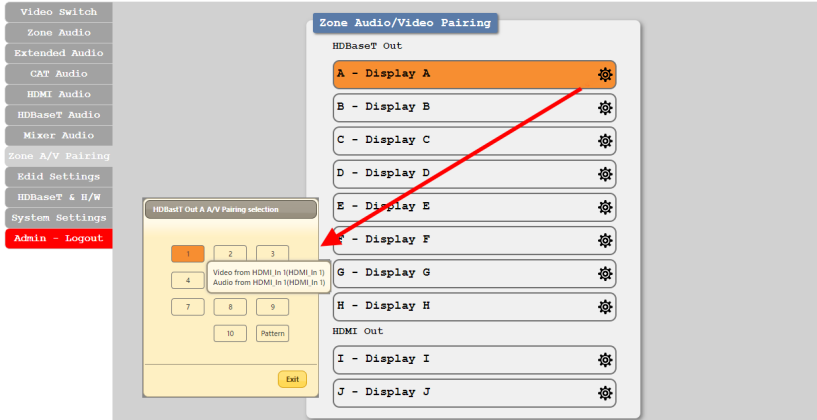 Video Switch
Zone Audio
Extended Audio
CAT Audio
HDMI Audio
HDBaseT Audio
Mixer Audio
Zone A/V Pairing
Edid Settings
HDBaseT & H/W
System Settings
Admin - Logout
Zone Audio/Video Pairing
HDBaseT Out
A - Display A
B - Display B
C - Display C
D - Display D
E - Display E
F - Display F
G - Display G
H - Display H
HDMI Out
I - Display I
J - Display J
HDBastT Out A A/V Pairing selection
1 2 3
4
Video from HDMI_In 1(HDMI_In 1)
Audio from HDMI_In 1(HDMI_In 1)
7 8 9
10 Pattern
Exit